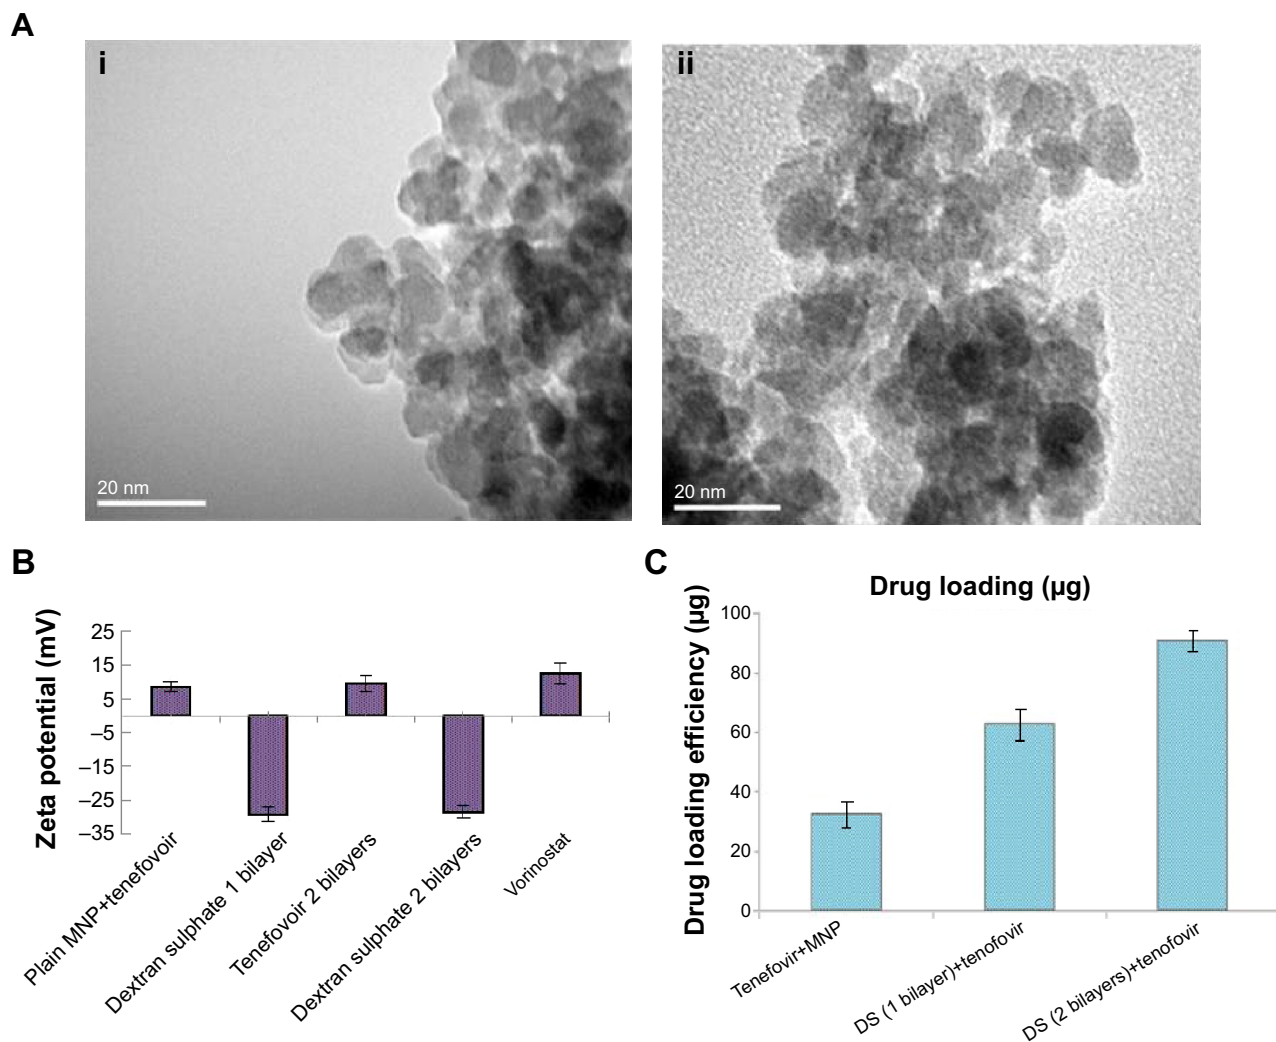 A
i
ii
20 nm
20 nm
B
Zeta potential (mV)
25
15
5
–5
–15
–25
–35
Plain MNP+tenefovoir
Dextran sulphate 1 bilayer
Tenefovoir 2 bilayers
Dextran sulphate 2 bilayers
Vorinostat
C
Drug loading (µg)
Drug loading efficiency (µg)
100
80
60
40
20
0
Tenefovir+MNP
DS (1 bilayer)+tenofovir
DS (2 bilayers)+tenofovir